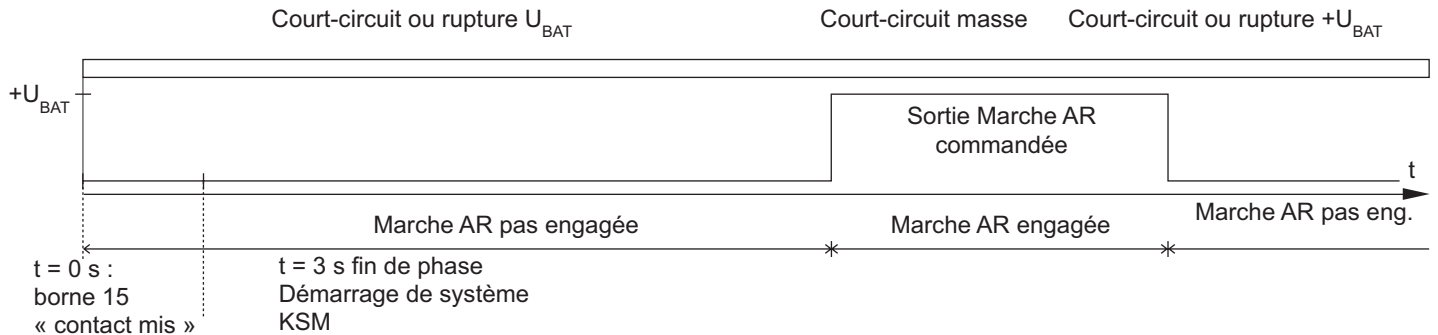 Court-circuit ou rupture U_BAT
Court-circuit masse
Court-circuit ou rupture +U_BAT
+U_BAT
Sortie Marche AR
commandée
t
Marche AR pas engagée
Marche AR engagée
Marche AR pas eng.
t = 0 s :
borne 15
« contact mis »
t = 3 s fin de phase
Démarrage de système
KSM